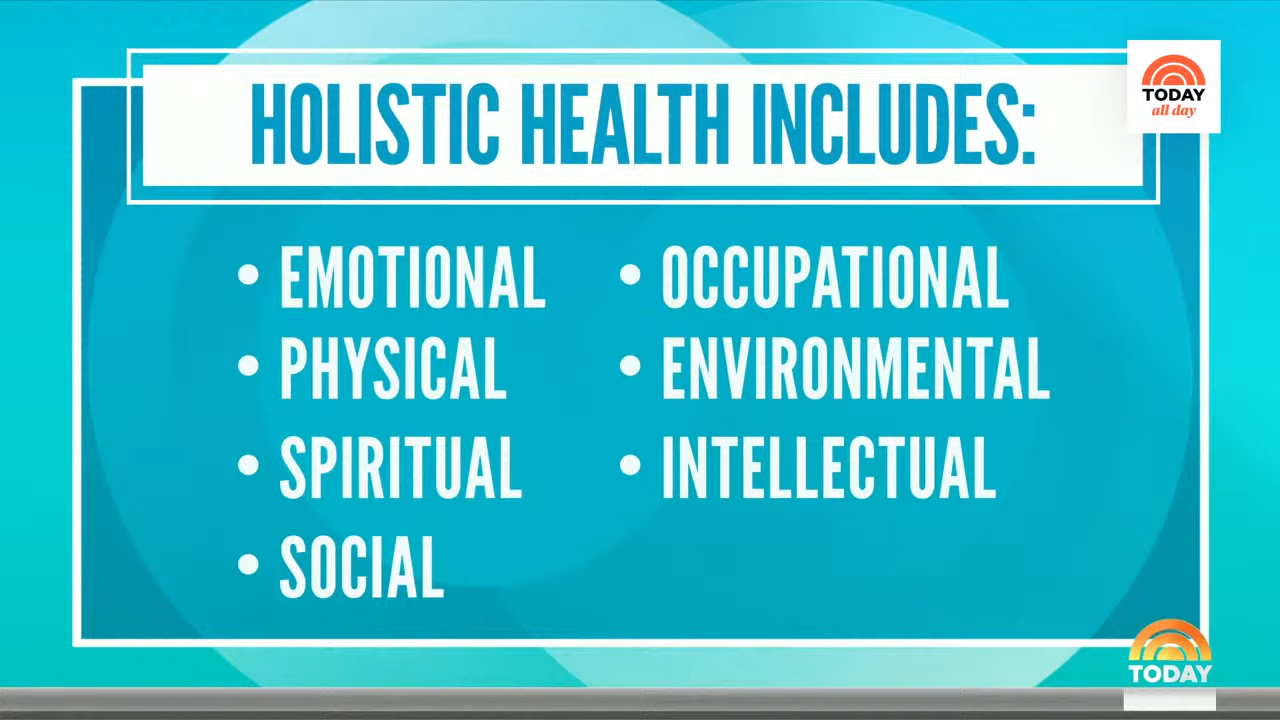 HOLISTIC HEALTH INCLUDES:
TODAY
all day
• EMOTIONAL
• PHYSICAL
• SPIRITUAL
• SOCIAL
• OCCUPATIONAL
• ENVIRONMENTAL
• INTELLECTUAL
TODAY